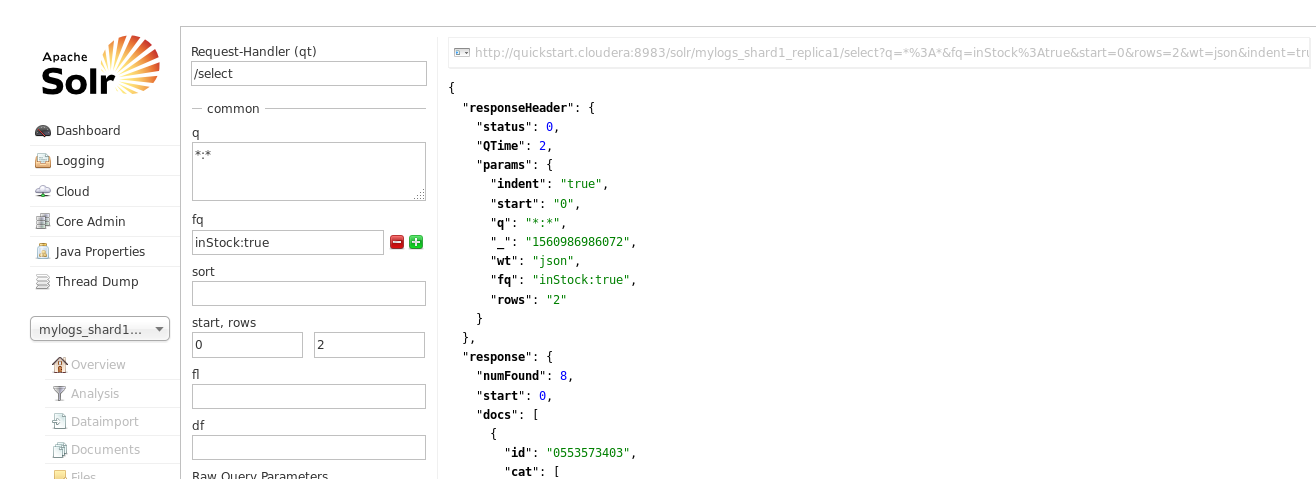 Apache
Solr
Dashboard
Logging
Cloud
Core Admin
Java Properties
Thread Dump
mylogs_shard1...
Overview
Analysis
Dataimport
Documents
Files
Request-Handler (qt)
/select
common
q
*:*
fq
inStock:true
sort
start, rows
0 2
fl
df
Raw Query Parameters
http://quickstart.cloudera:8983/solr/mylogs_shard1_replica1/select?q=*%3A*&fq=inStock%3Atrue&start=0&rows=2&wt=json&indent=tru
{
"responseHeader": {
"status": 0,
"QTime": 2,
"params": {
"indent": "true",
"start": "0",
"q": "*:*",
"_": "1560986986072",
"wt": "json",
"fq": "inStock:true",
"rows": "2"
}
},
"response": {
"numFound": 8,
"start": 0,
"docs": [
{
"id": "0553573403",
"cat": [